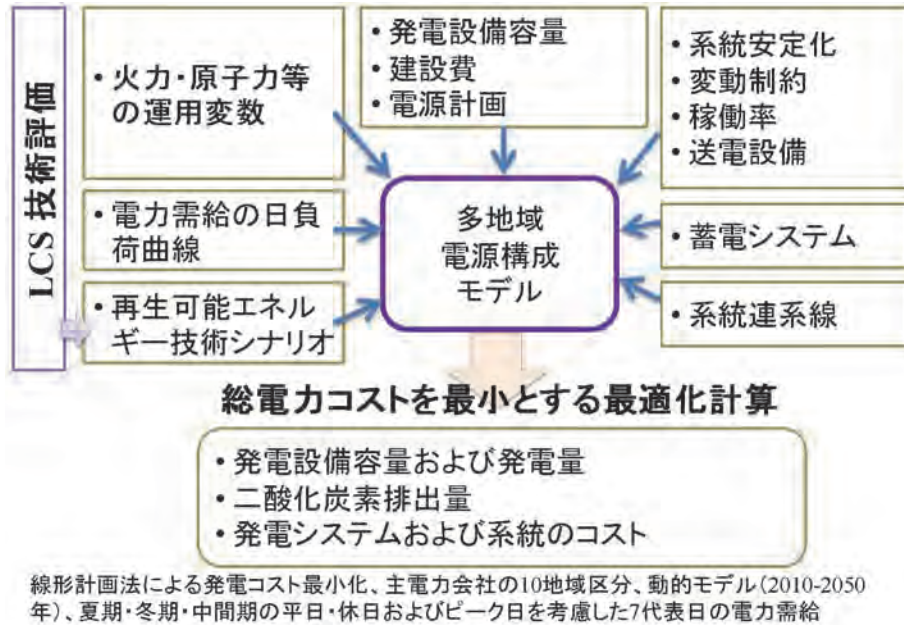 LCS 技術評価
・火力・原子力等
の運用変数
・発電設備容量
・建設費
・電源計画
・系統安定化
・変動制約
・稼働率
・送電設備
・電力需給の日負
荷曲線
多地域
電源構成
モデル
・蓄電システム
・再生可能エネル
ギー技術シナリオ
・系統連系線
総電力コストを最小とする最適化計算
・発電設備容量および発電量
・二酸化炭素排出量
・発電システムおよび系統のコスト
線形計画法による発電コスト最小化、主電力会社の10地域区分、動的モデル(2010-2050
年)、夏期・冬期・中間期の平日・休日およびピーク日を考慮した7代表日の電力需給